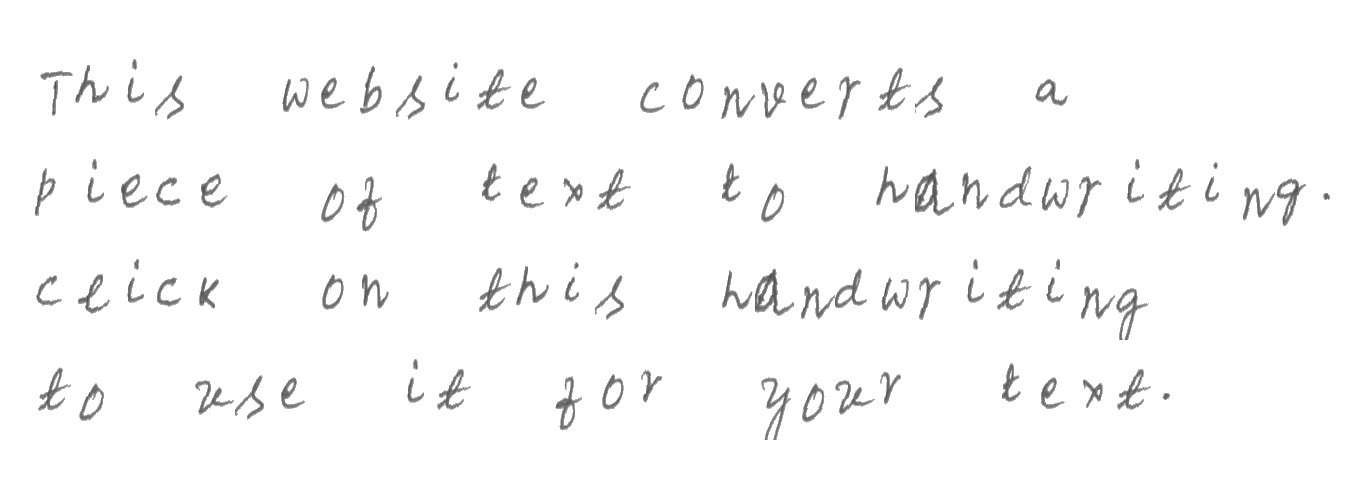 This website converts a
piece of text to handwriting.
click on this handwriting
to use it for your text.